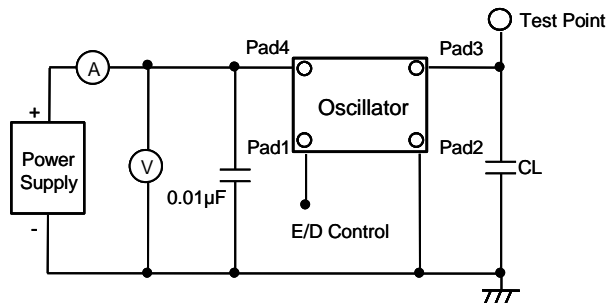 Test Point
Pad4
Pad3
A
+
Oscillator
Power
Supply
V
Pad1
Pad2
0.01µF
CL
E/D Control
-